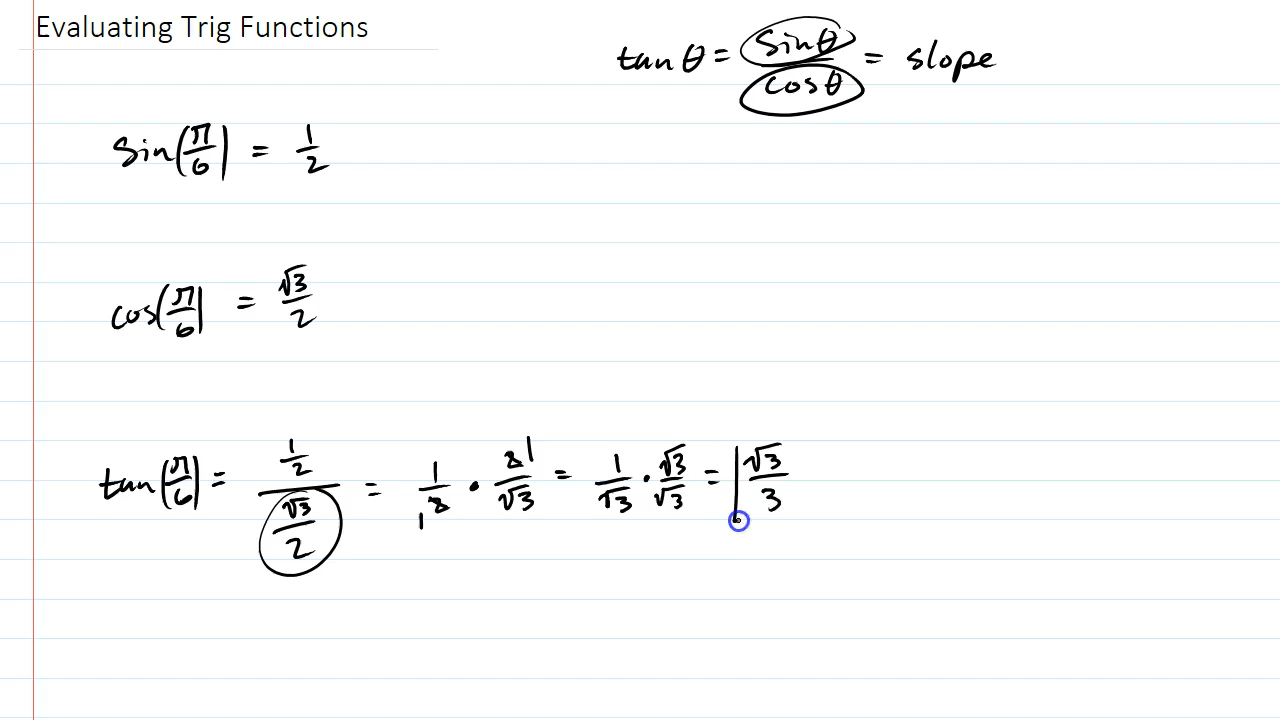 Evaluating Trig Functions
tan θ = sin θ / cos θ = slope
sin(π/6) = 1/2
cos(π/6) = √3/2
tan(π/6) = (1/2)/(√3/2) = 1/2 · 2/√3 = 1/√3 · √3/√3 = √3/3